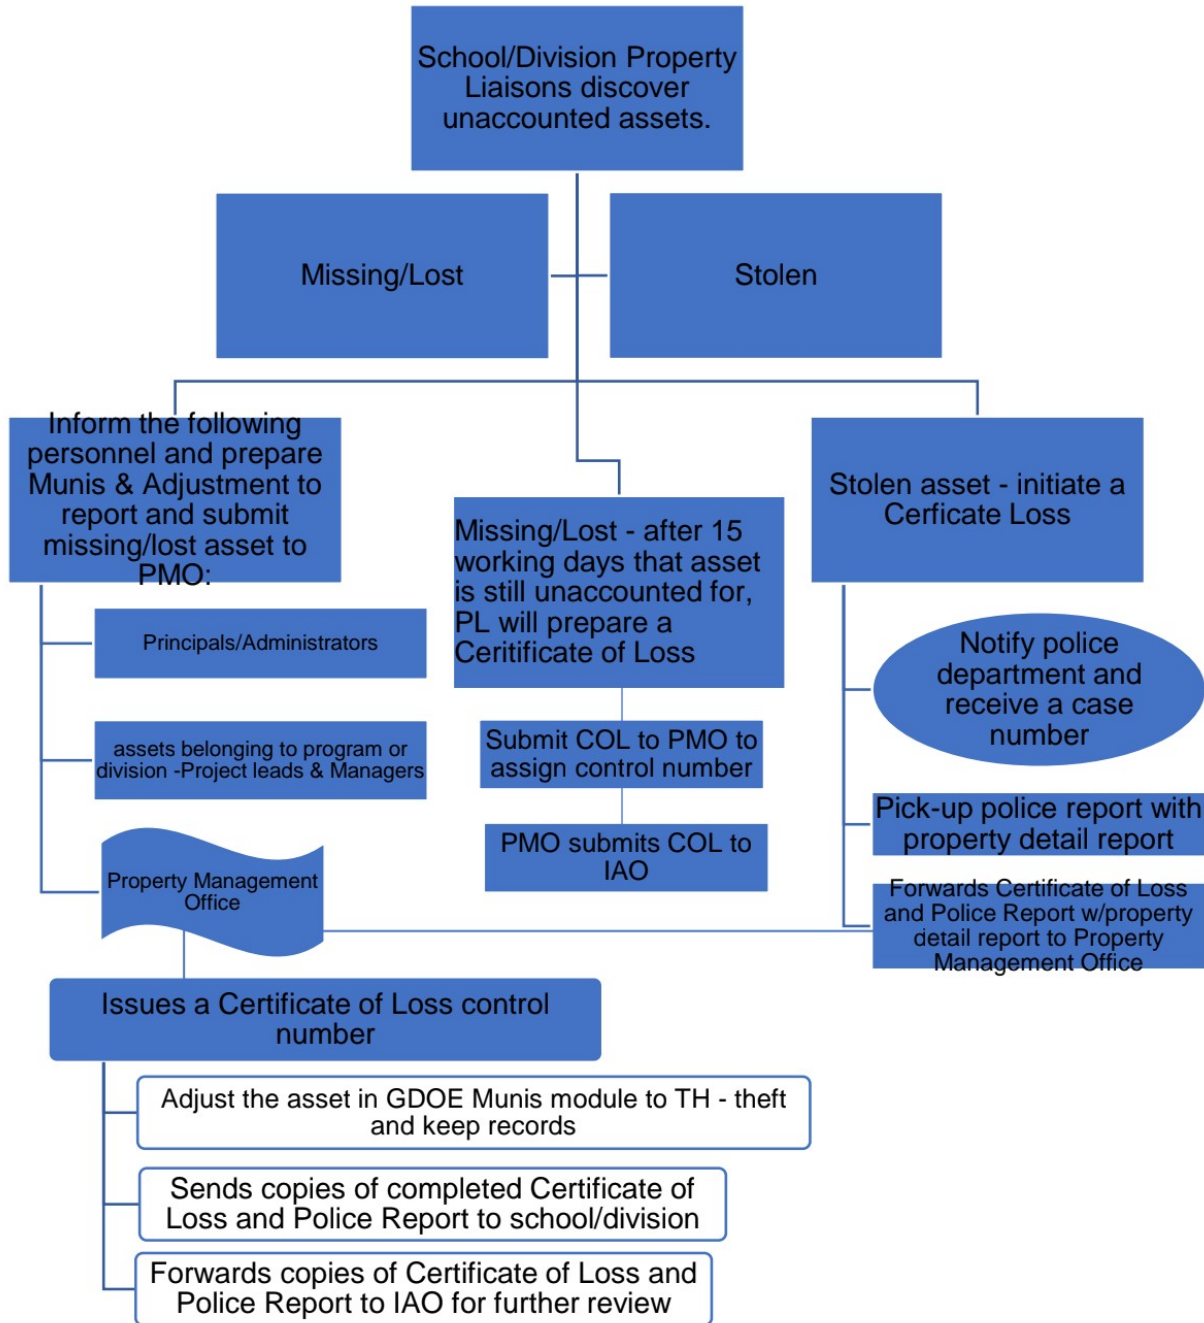 School/Division Property
Liaisons discover
unaccounted assets.
Missing/Lost
Stolen
Inform the following
personnel and prepare
Munis & Adjustment to
report and submit
missing/lost asset to
PMO:
Principals/Administrators
assets belonging to program or
division -Project leads & Managers
Property Management
Office
Missing/Lost - after 15
working days that asset
is still unaccounted for,
PL will prepare a
Ceritificate of Loss
Submit COL to PMO to
assign control number
PMO submits COL to
IAO
Stolen asset - initiate a
Cerficate Loss
Notify police
department and
receive a case
number
Pick-up police report with
property detail report
Forwards Certificate of Loss
and Police Report w/property
detail report to Property
Management Office
Issues a Certificate of Loss control
number
Adjust the asset in GDOE Munis module to TH - theft
and keep records
Sends copies of completed Certificate of
Loss and Police Report to school/division
Forwards copies of Certificate of Loss and
Police Report to IAO for further review